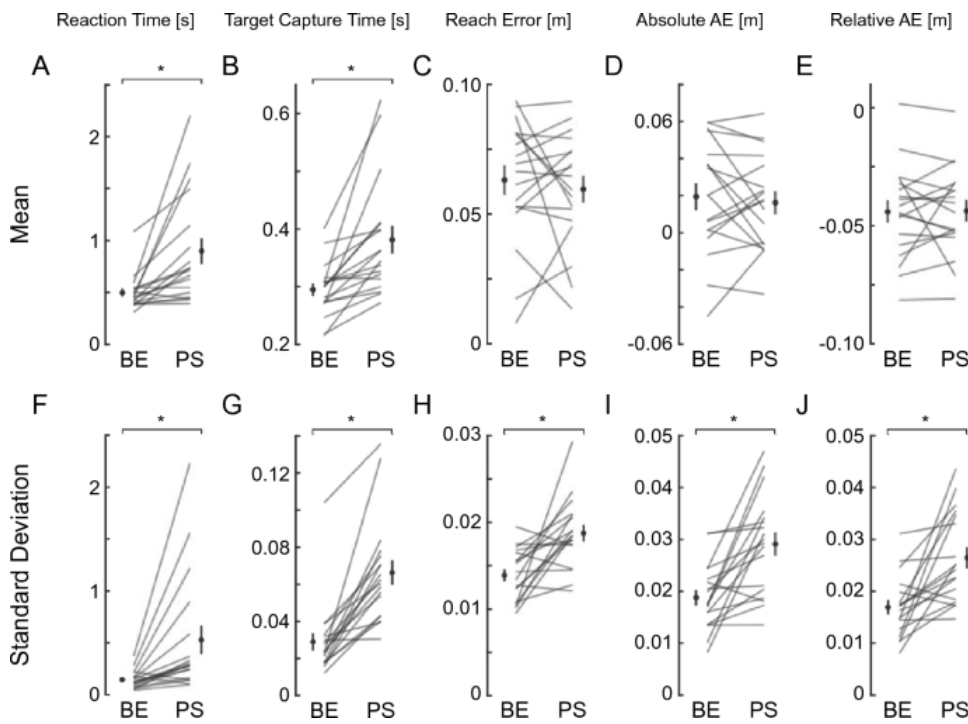 Reaction Time [s] Target Capture Time [s] Reach Error [m] Absolute AE [m] Relative AE [m]
A * B * C D E
Mean
2
1
0
BE PS
0.6
0.4
0.2
BE PS
0.10
0.05
0
BE PS
0.06
0
-0.06
BE PS
0
-0.05
-0.10
BE PS
F * G * H * I * J *
Standard Deviation
2
1
0
BE PS
0.12
0.08
0.04
0
BE PS
0.03
0.02
0.01
0
BE PS
0.05
0.04
0.03
0.02
0.01
0
BE PS
0.05
0.04
0.03
0.02
0.01
0
BE PS